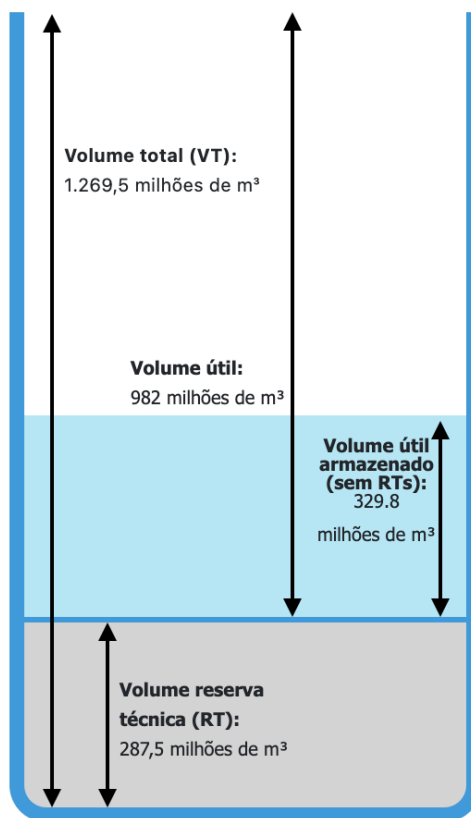 Volume total (VT):
1.269,5 milhões de m³
Volume útil:
982 milhões de m³
Volume útil
armazenado
(sem RTs):
329.8
milhões de m³
Volume reserva
técnica (RT):
287,5 milhões de m³